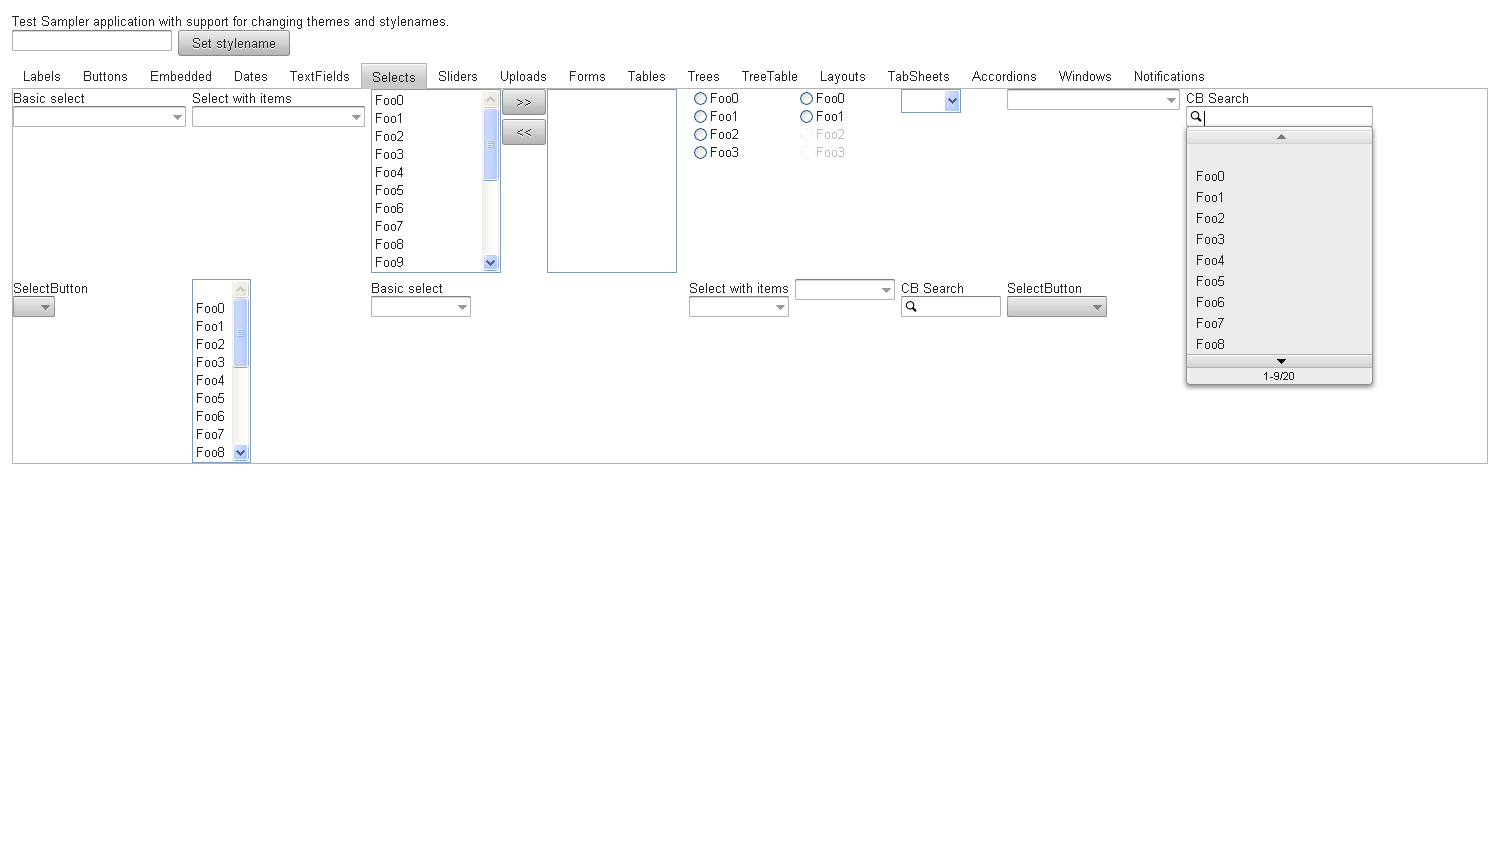 Test Sampler application with support for changing themes and stylenames.
Set stylename
Labels Buttons Embedded Dates TextFields Selects Sliders Uploads Forms Tables Trees TreeTable Layouts TabSheets Accordions Windows Notifications
Basic select
Select with items
Foo0
Foo1
Foo2
Foo3
Foo4
Foo5
Foo6
Foo7
Foo8
Foo9
>>
<<
Foo0
Foo1
Foo2
Foo3
Foo0
Foo1
Foo2
Foo3
CB Search
Foo0
Foo1
Foo2
Foo3
Foo4
Foo5
Foo6
Foo7
Foo8
1-9/20
SelectButton
Foo0
Foo1
Foo2
Foo3
Foo4
Foo5
Foo6
Foo7
Foo8
Basic select
Select with items
CB Search
SelectButton